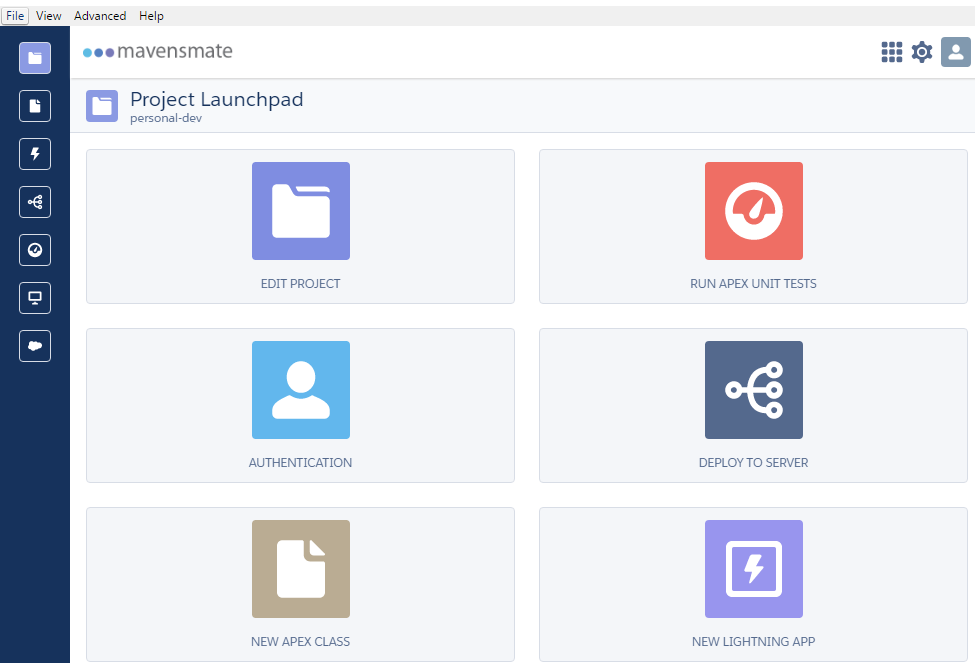 File View Advanced Help
mavensmate
Project Launchpad
personal-dev
EDIT PROJECT
RUN APEX UNIT TESTS
AUTHENTICATION
DEPLOY TO SERVER
NEW APEX CLASS
NEW LIGHTNING APP